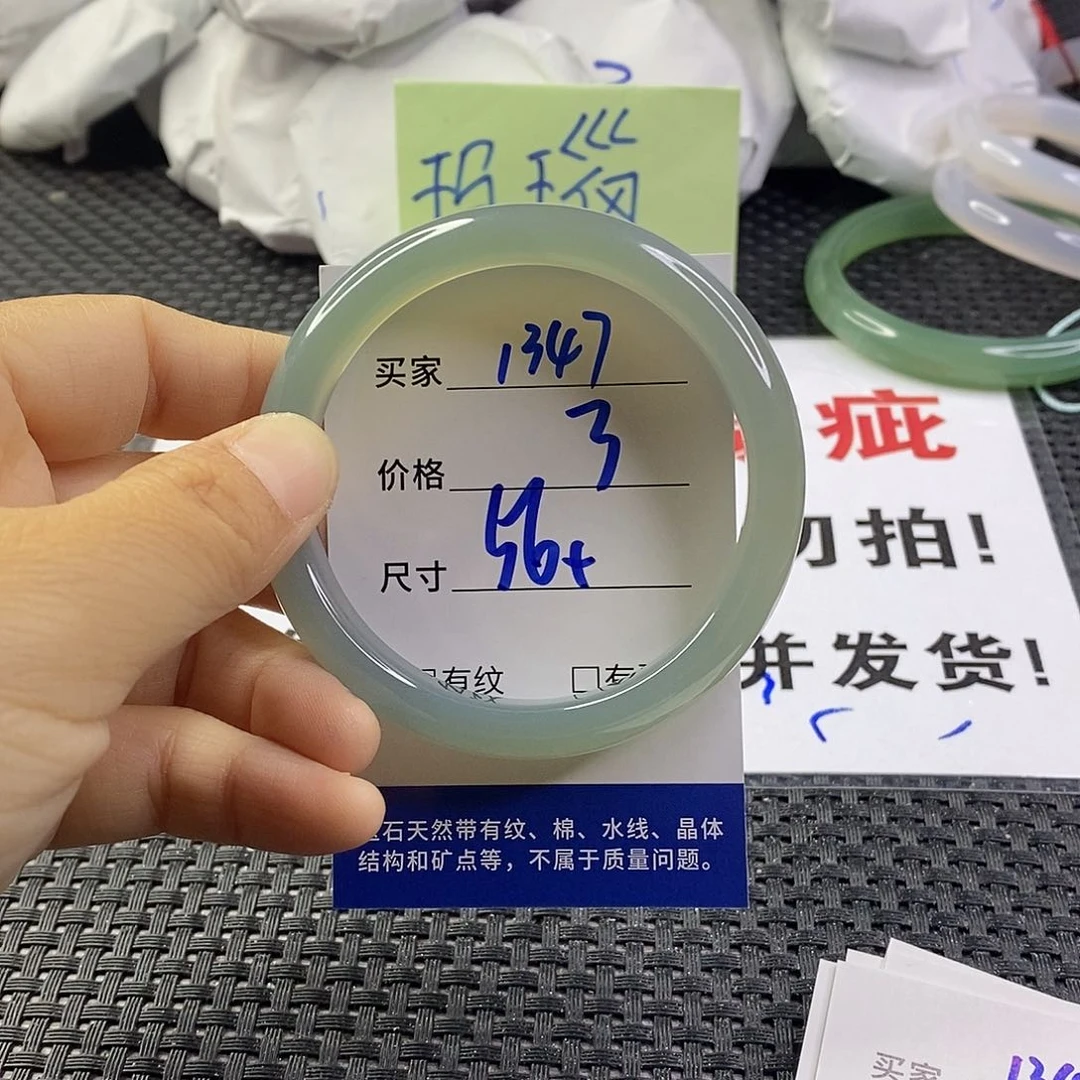 玛瑙
买家 1347
价格 3
尺寸 56+
有纹 □有
石天然带有纹、棉、水线、晶体
结构和矿点等，不属于质量问题。
疵
勿拍！
并发货！
买家